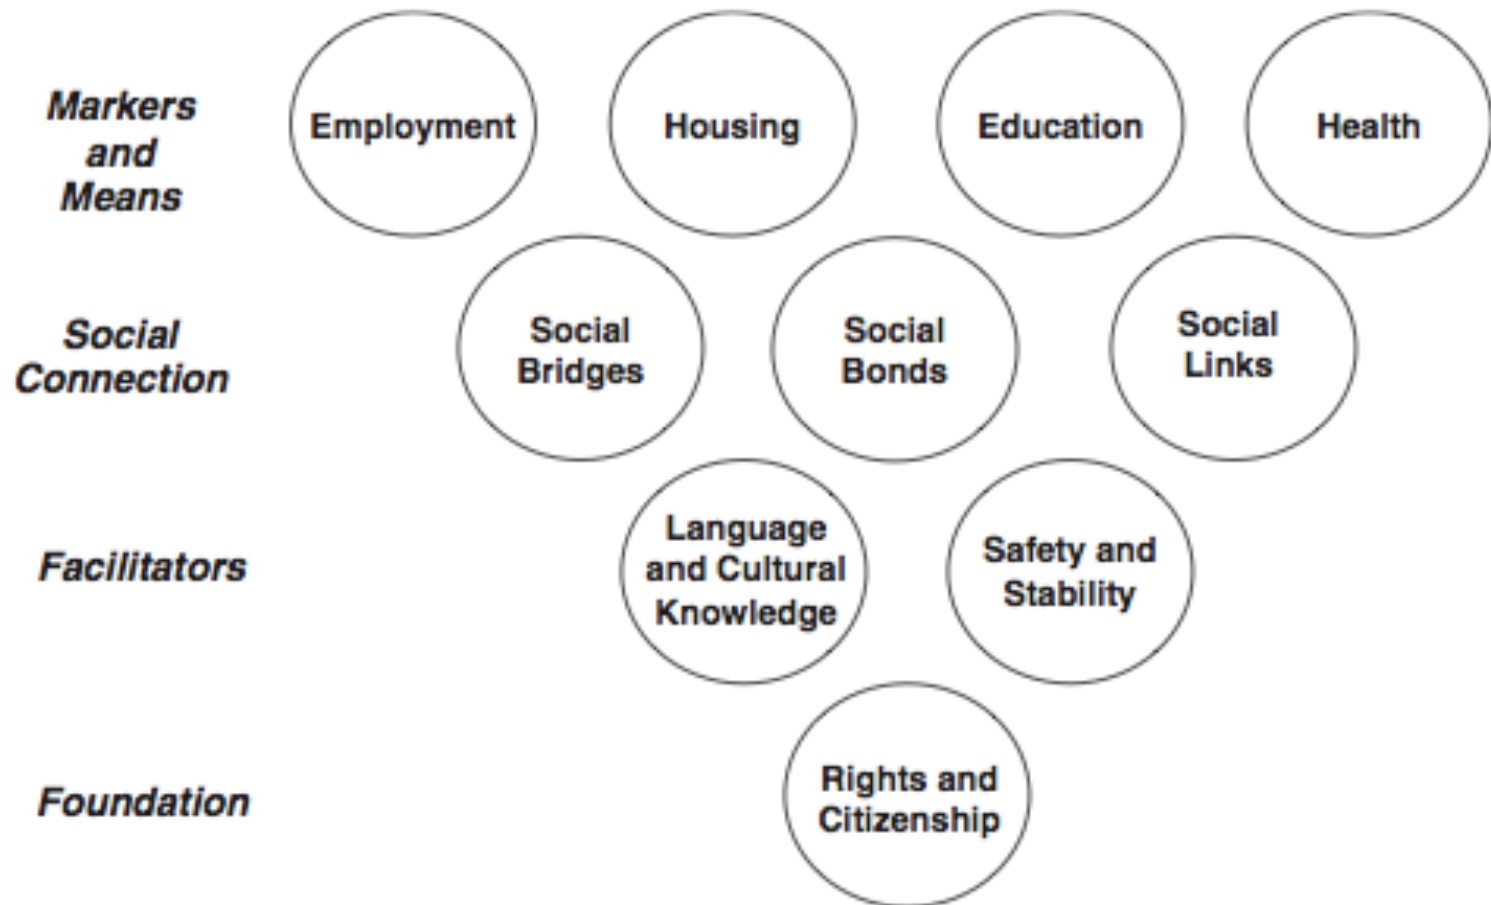 Markers
and
Means
Employment
Housing
Education
Health
Social
Connection
Social
Bridges
Social
Bonds
Social
Links
Facilitators
Language
and Cultural
Knowledge
Safety and
Stability
Foundation
Rights and
Citizenship